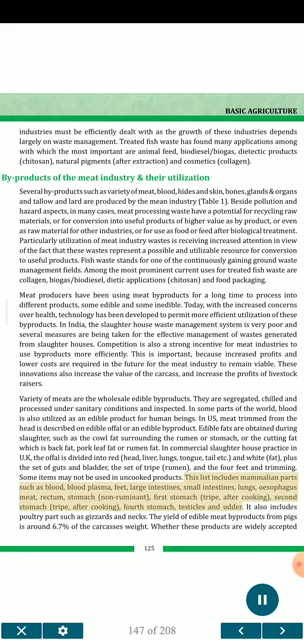 BASIC AGRICULTURE
industries must be efficiently dealt with as the growth of these industries depends
largely on waste management. Treated fish waste has found many applications among
with which the most important are animal feed, biodiesel/biogas, dietectic products
(chitosan), natural pigments (after extraction) and cosmetics (collagen).
By-products of the meat industry & their utilization
Several by-products such as variety of meat, blood, hides and skin, bones, glands & organs
and tallow and lard are produced by the mean industry (Table 1). Beside pollution
and hazard aspects, in many cases, meat processing waste have a potential for recycling raw
materials, or for conversion into useful products of higher value as by product, or even
as raw material for other industries, or for use as food or feed after biological treatment.
Particularly utilization of meat industry wastes is receiving increased attention in view
of the fact that these wastes represent a possible and utilizable resource for conversion
to useful products. Fish waste stands for one of the continually gaining ground waste
management fields. Among the most prominent current uses for treated fish waste are
collagen, biogas/biodiesel, dietic applications (chitosan) and food packaging.
Meat producers have been using meat byproducts for a long time to process into
different products, some edible and some inedible. Today, with the increased concerns
over health, technology has been developed to permit more efficient utilization of these
byproducts. In India, the slaughter house waste management system is very poor and
several measures are being taken for the effective management of wastes generated
from slaughter houses. Competition is also a strong incentive for meat industries to
use byproducts more efficiently. This is important, because increased profits and
lower costs are required in the future for the meat industry to remain viable. These
innovations also increase the value of the carcass, and increase the profits of livestock
raisers.
Variety of meats are the wholesale edible byproducts. They are segregated, chilled and
processed under sanitary conditions and inspected. In some parts of the world, blood
is also utilized as an edible product for human beings. In US, meat trimmed from the
head is described on edible offal or an edible byproduct. Edible fats are obtained during
slaughter, such as the cowl fat surrounding the rumen or stomach, or the cutting fat
which is back fat, pork leaf fat or rumen fat. In commercial slaughter house practice in
U.K, the offal is divided into red (head, liver, lungs, tongue, tail etc.) and white (fat), plus
the set of guts and bladder, the set of tripe (rumen), and the four feet and trimming.
Some items may not be used in uncooked products. This list includes mammalian parts
such as blood, blood plasma, feet, large intestines, small intestines, lungs, oesophagus
meat, rectum, stomach (non-ruminant), first stomach (tripe, after cooking), second
stomach (tripe, after cooking), fourth stomach, testicles and udder. It also includes
poultry part such as gizzards and necks. The yield of edible meat byproducts from pigs
is around 6.7% of the carcasses weight. Whether these products are widely accepted
125
147 of 208